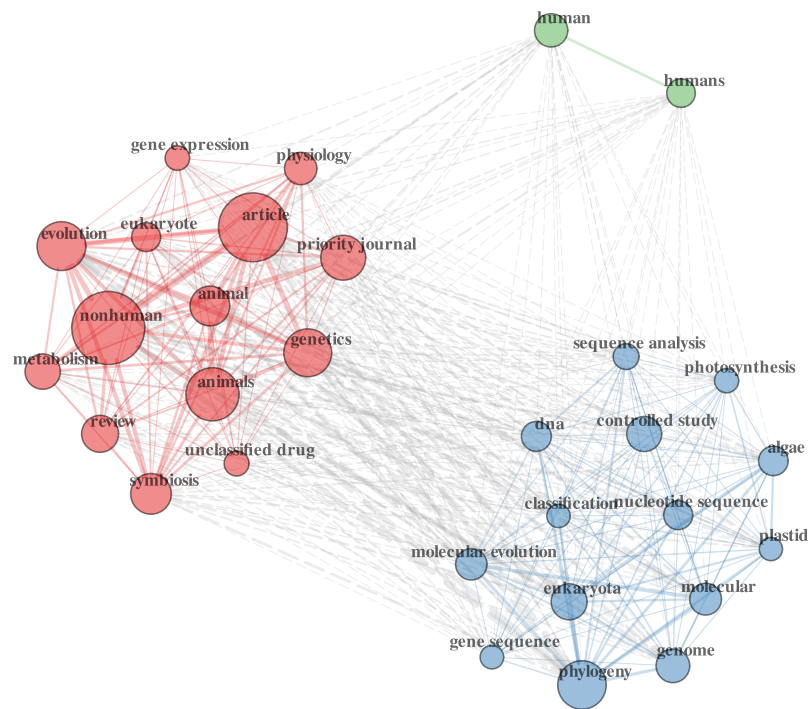 human
humans
gene expression
physiology
article
eukaryote
evolution
priority journal
animal
nonhuman
genetics
metabolism
animals
review
unclassified drug
symbiosis
sequence analysis
photosynthesis
dna
controlled study
algae
classification
nucleotide sequence
plastid
molecular evolution
eukaryota
molecular
gene sequence
genome
phylogeny